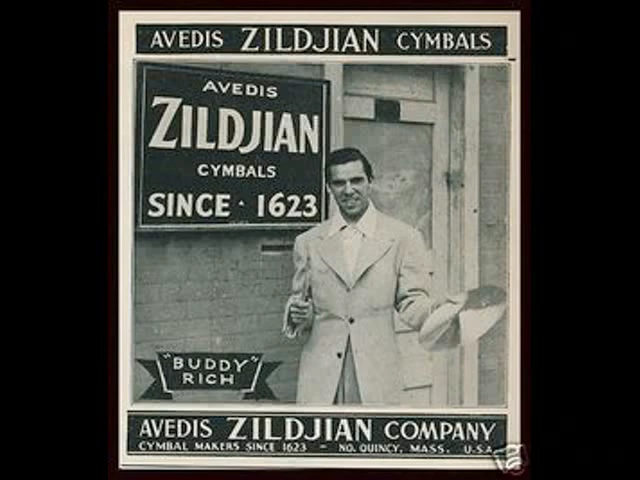 AVEDIS ZILDJIAN CYMBALS
AVEDIS
ZILDJIAN
CYMBALS
SINCE · 1623
"BUDDY"
RICH
AVEDIS ZILDJIAN COMPANY
CYMBAL MAKERS SINCE 1623 — NO. QUINCY, MASS. U.S.A.